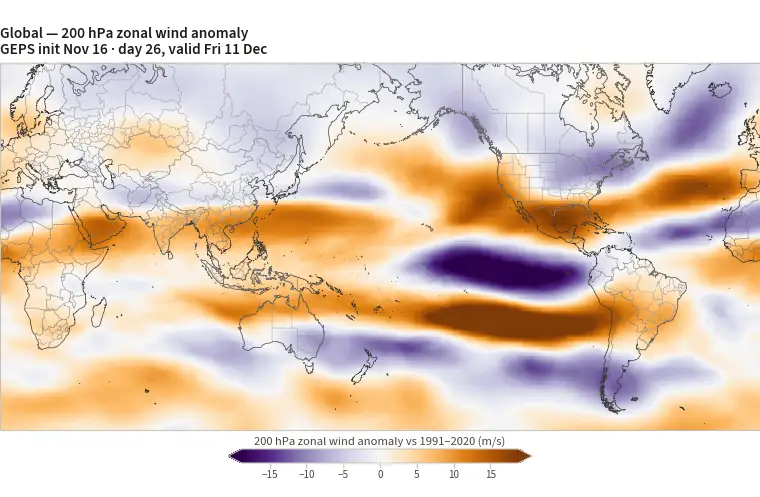 Global — 200 hPa zonal wind anomaly
GEPS init Nov 16 · day 26, valid Fri 11 Dec
200 hPa zonal wind anomaly vs 1991–2020 (m/s)
−15 −10 −5 0 5 10 15